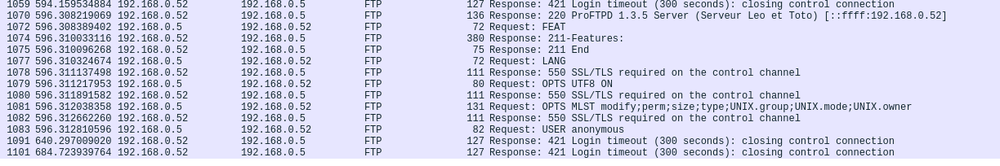 1059 594.159534884 192.168.0.52 192.168.0.5 FTP 127 Response: 421 Login timeout (300 seconds): closing control connection
1070 596.308219069 192.168.0.52 192.168.0.5 FTP 136 Response: 220 ProFTPD 1.3.5 Server (Serveur Leo et Toto) [::ffff:192.168.0.52]
1072 596.308389402 192.168.0.5 192.168.0.52 FTP 72 Request: FEAT
1074 596.310033116 192.168.0.52 192.168.0.5 FTP 380 Response: 211-Features:
1075 596.310096268 192.168.0.52 192.168.0.5 FTP 75 Response: 211 End
1077 596.310324674 192.168.0.5 192.168.0.52 FTP 72 Request: LANG
1078 596.311137498 192.168.0.52 192.168.0.5 FTP 111 Response: 550 SSL/TLS required on the control channel
1079 596.311217953 192.168.0.5 192.168.0.52 FTP 80 Request: OPTS UTF8 ON
1080 596.311891582 192.168.0.52 192.168.0.5 FTP 111 Response: 550 SSL/TLS required on the control channel
1081 596.312038358 192.168.0.5 192.168.0.52 FTP 131 Request: OPTS MLST modify;perm;size;type;UNIX.group;UNIX.mode;UNIX.owner
1082 596.312662260 192.168.0.52 192.168.0.5 FTP 111 Response: 550 SSL/TLS required on the control channel
1083 596.312810596 192.168.0.5 192.168.0.52 FTP 82 Request: USER anonymous
1091 640.297009020 192.168.0.52 192.168.0.5 FTP 127 Response: 421 Login timeout (300 seconds): closing control connection
1101 684.723939764 192.168.0.52 192.168.0.5 FTP 127 Response: 421 Login timeout (300 seconds): closing control connection